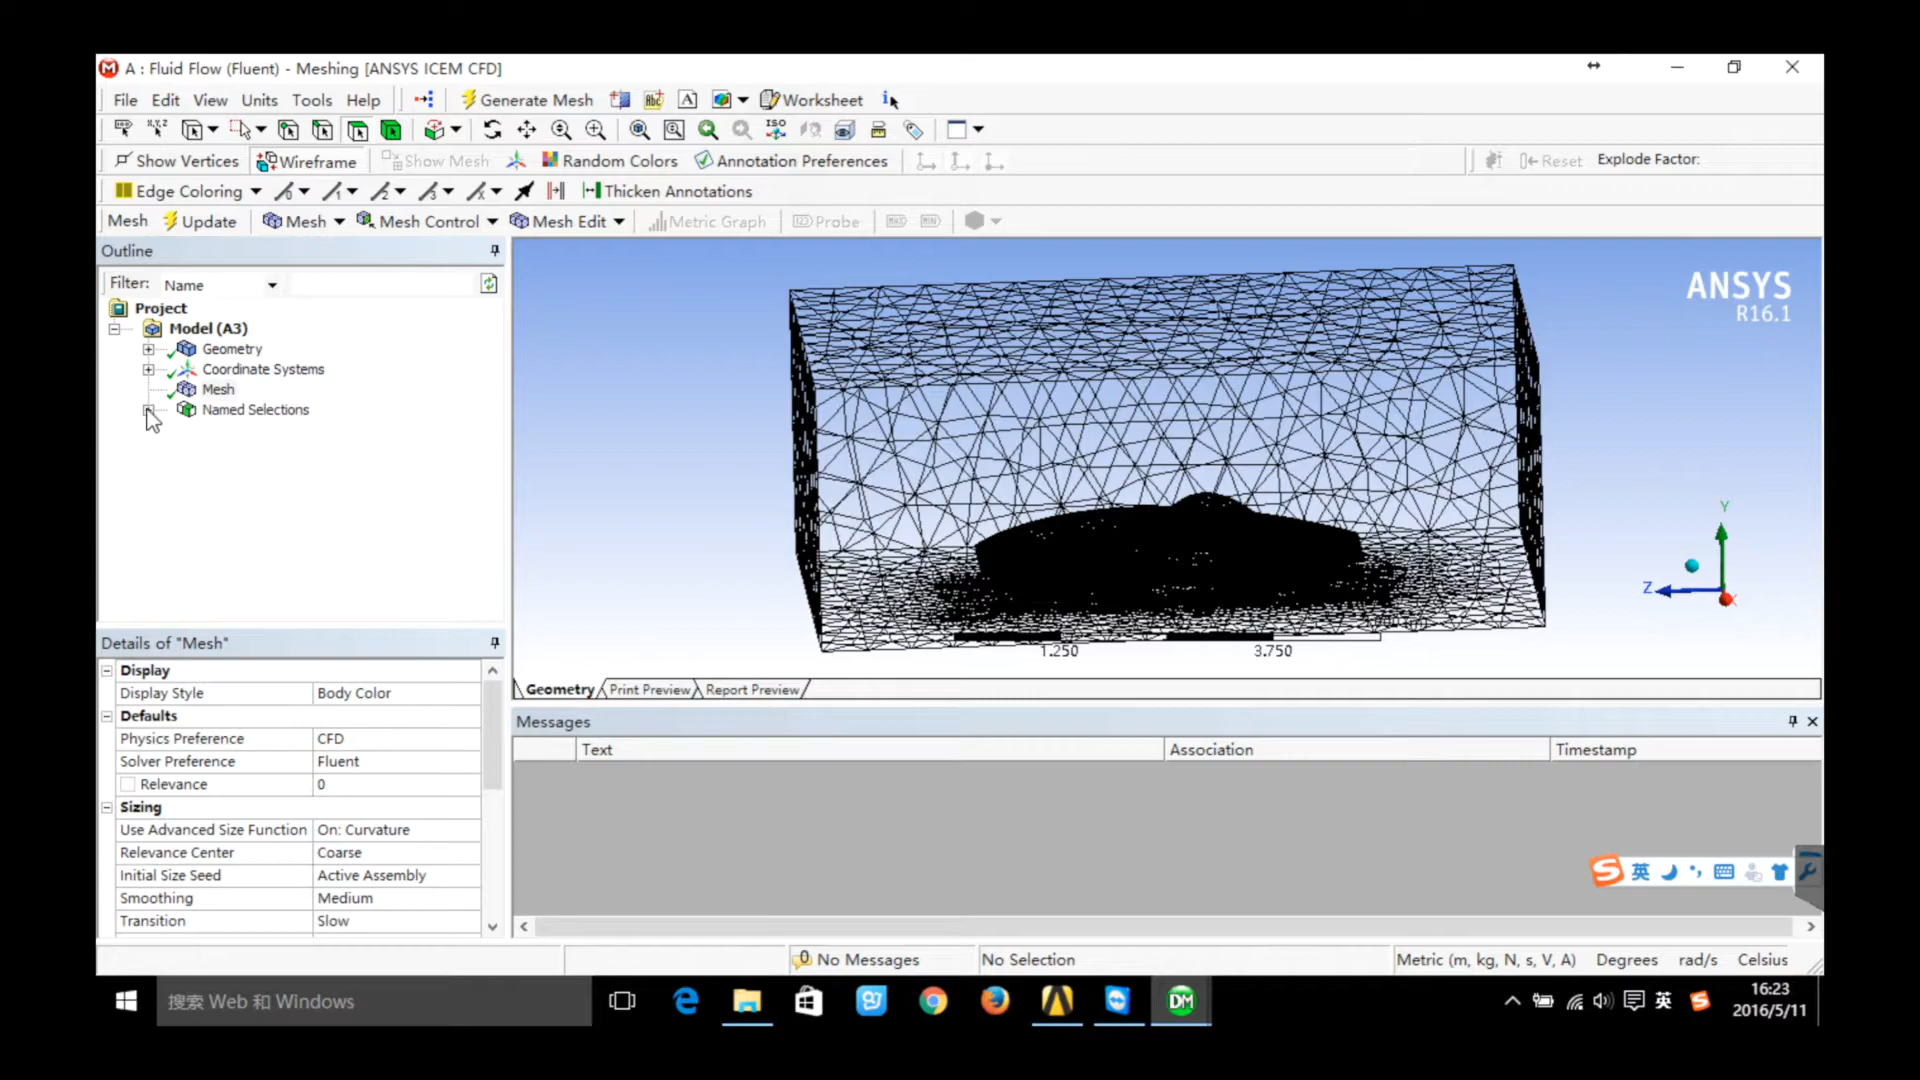 A : Fluid Flow (Fluent) - Meshing [ANSYS ICEM CFD]
File Edit View Units Tools Help Generate Mesh Abc A Worksheet i
x,y,z ISO
Show Vertices Wireframe Show Mesh Random Colors Annotation Preferences Reset Explode Factor:
Edge Coloring Thicken Annotations
Mesh Update Mesh Mesh Control Mesh Edit Metric Graph Probe MAX MIN
Outline
Filter: Name
Project
Model (A3)
Geometry
Coordinate Systems
Mesh
Named Selections
ANSYS
R16.1
Y
Z
X
1.250 3.750
Geometry Print Preview Report Preview
Details of "Mesh"
Display
Display Style Body Color
Defaults
Physics Preference CFD
Solver Preference Fluent
Relevance 0
Sizing
Use Advanced Size Function On: Curvature
Relevance Center Coarse
Initial Size Seed Active Assembly
Smoothing Medium
Transition Slow
Messages
Text Association Timestamp
S 英
0 No Messages No Selection Metric (m, kg, N, s, V, A) Degrees rad/s Celsius
搜索 Web 和 Windows
DM
英 S
16:23
2016/5/11